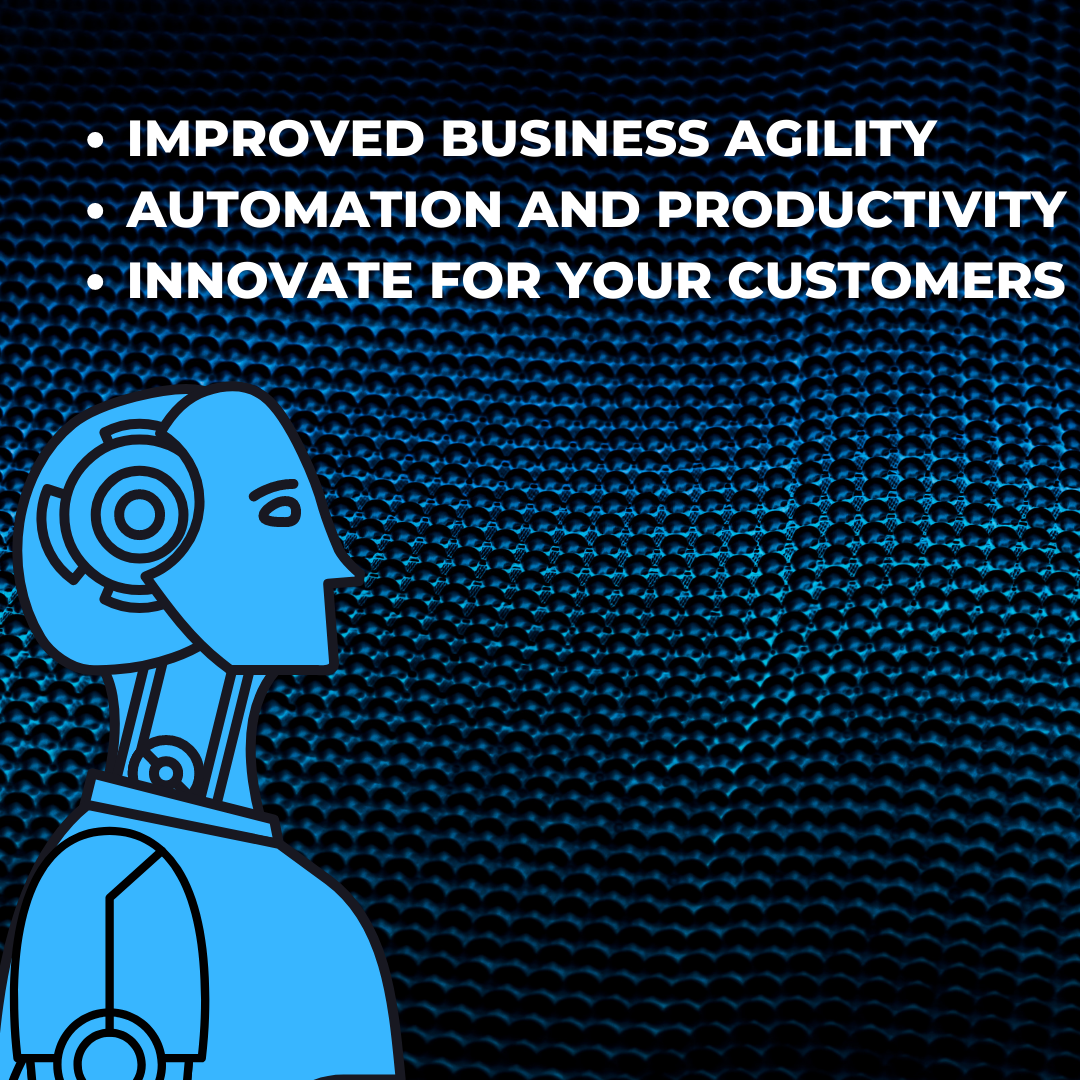 • IMPROVED BUSINESS AGILITY
• AUTOMATION AND PRODUCTIVITY
• INNOVATE FOR YOUR CUSTOMERS